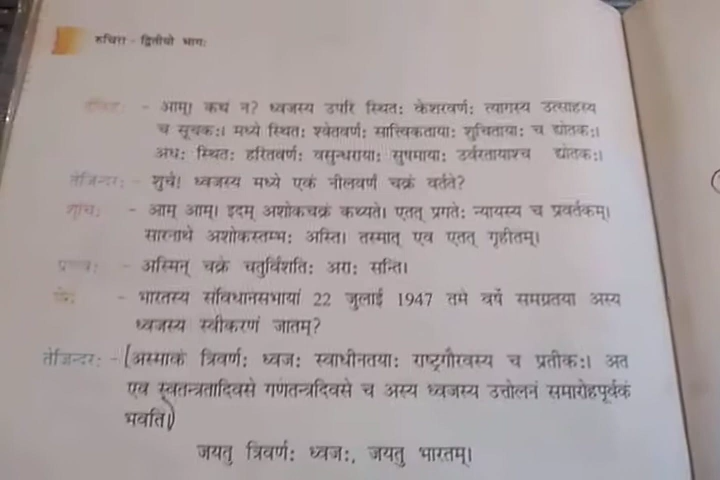 रुचिरा - द्वितीयो भागः
- आम्। कथं न? ध्वजस्य उपरि स्थितः केशरवर्णः त्यागस्य उत्साहस्य
च सूचकः। मध्ये स्थितः श्वेतवर्णः सात्त्विकतायाः शुचितायाः च द्योतकः।
अधः स्थितः हरितवर्णः वसुन्धरायाः सुषमायाः उर्वरतायाश्च द्योतकः।
तेजिन्दरः - शुचे! ध्वजस्य मध्ये एकं नीलवर्णं चक्रं वर्तते?
शुचिः - आम् आम्। इदम् अशोकचक्रं कथ्यते। एतत् प्रगतेः न्यायस्य च प्रवर्तकम्।
सारनाथे अशोकस्तम्भः अस्ति। तस्मात् एव एतत् गृहीतम्।
प्रणवः - अस्मिन् चक्रे चतुर्विंशतिः अराः सन्ति।
- भारतस्य संविधानसभायां 22 जुलाई 1947 तमे वर्षे समग्रतया अस्य
ध्वजस्य स्वीकरणं जातम्?
तेजिन्दरः - अस्माकं त्रिवर्णः ध्वजः स्वाधीनतायाः राष्ट्रगौरवस्य च प्रतीकः। अत
एव स्वतन्त्रतादिवसे गणतन्त्रदिवसे च अस्य ध्वजस्य उत्तोलनं समारोहपूर्वकं
भवति।
जयतु त्रिवर्णः ध्वजः, जयतु भारतम्।